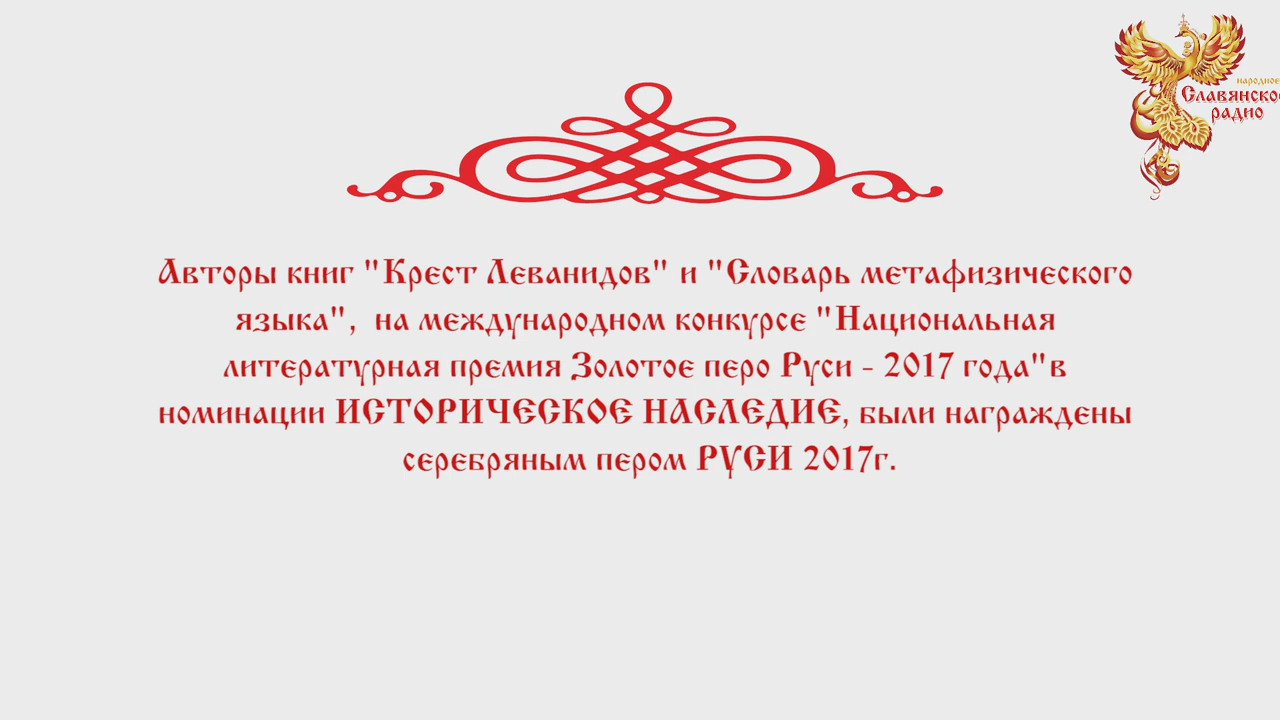 народное
Славянско
радио
Авторы книг "Крест Леванидов" и "Словарь метафизического
языка", на международном конкурсе "Национальная
литературная премия Золотое перо Руси - 2017 года"в
номинации ИСТОРИЧЕСКОЕ НАСЛЕДИЕ, были награждены
серебряным пером РУСИ 2017г.